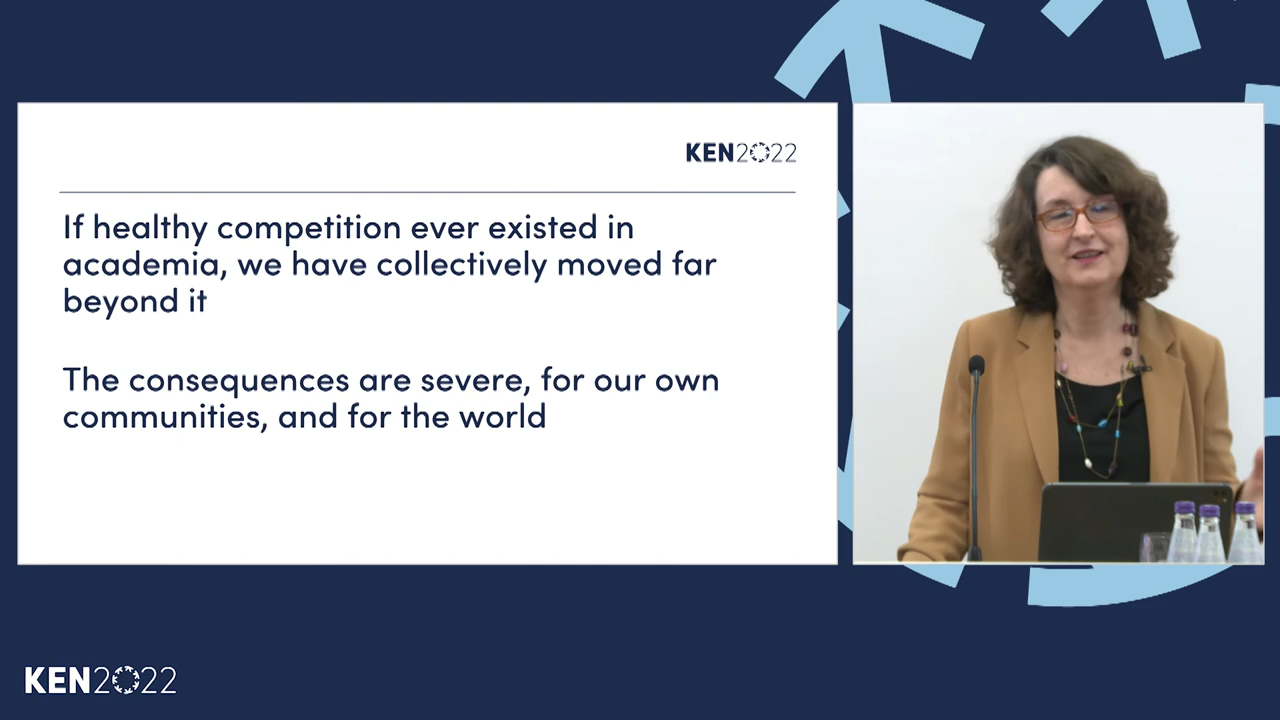 KEN2022
If healthy competition ever existed in
academia, we have collectively moved far
beyond it
The consequences are severe, for our own
communities, and for the world
KEN2022